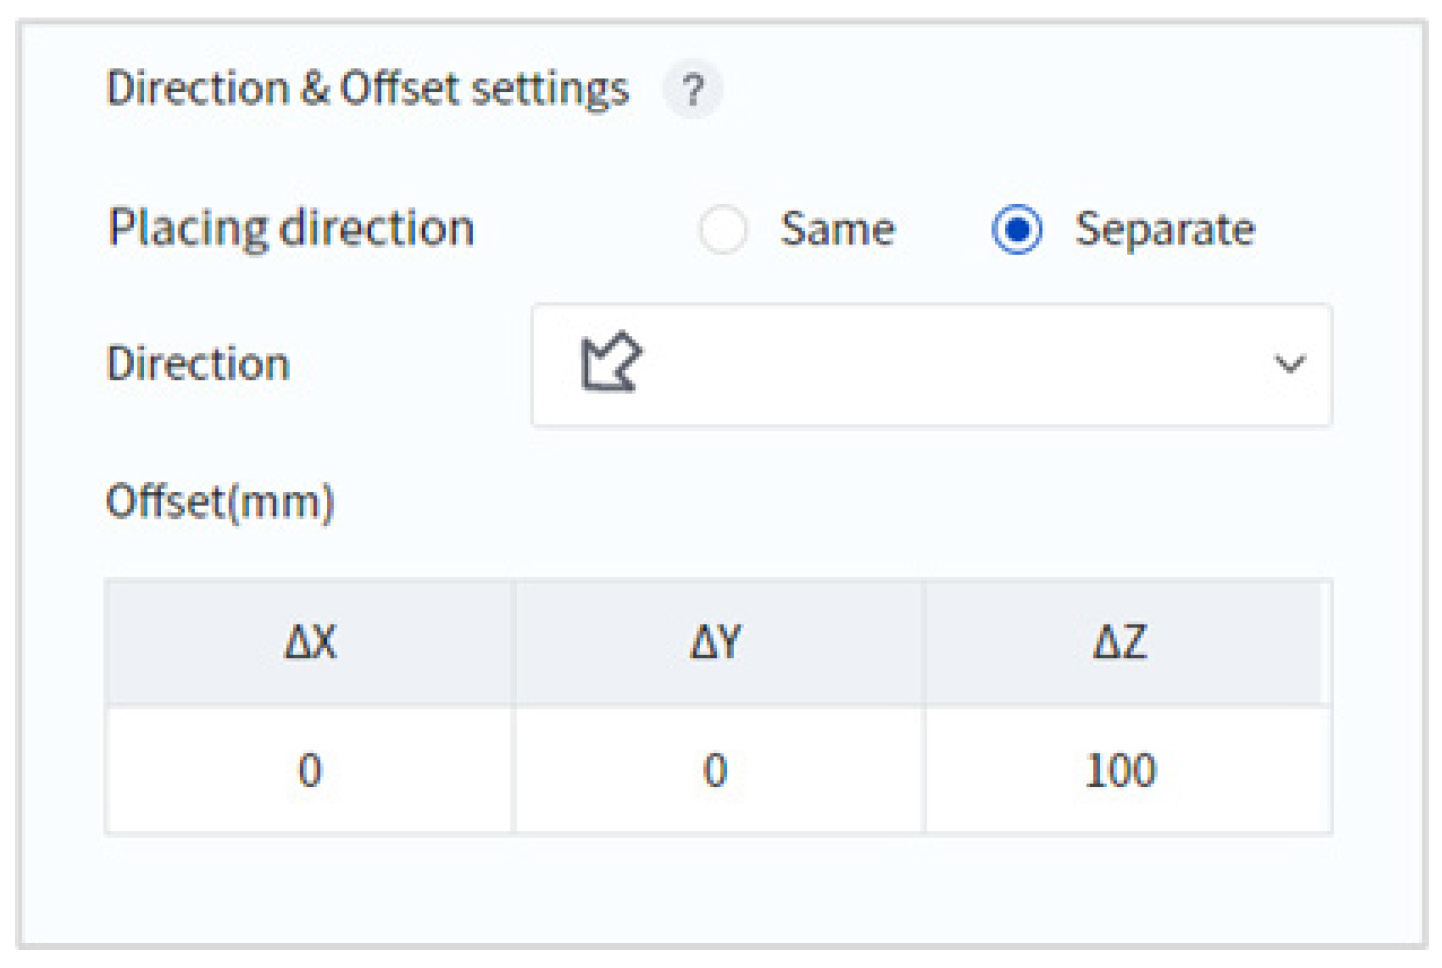 Direction & Offset settings ?
Placing direction Same Separate
Direction
Offset(mm)
ΔX ΔY ΔZ
0 0 100